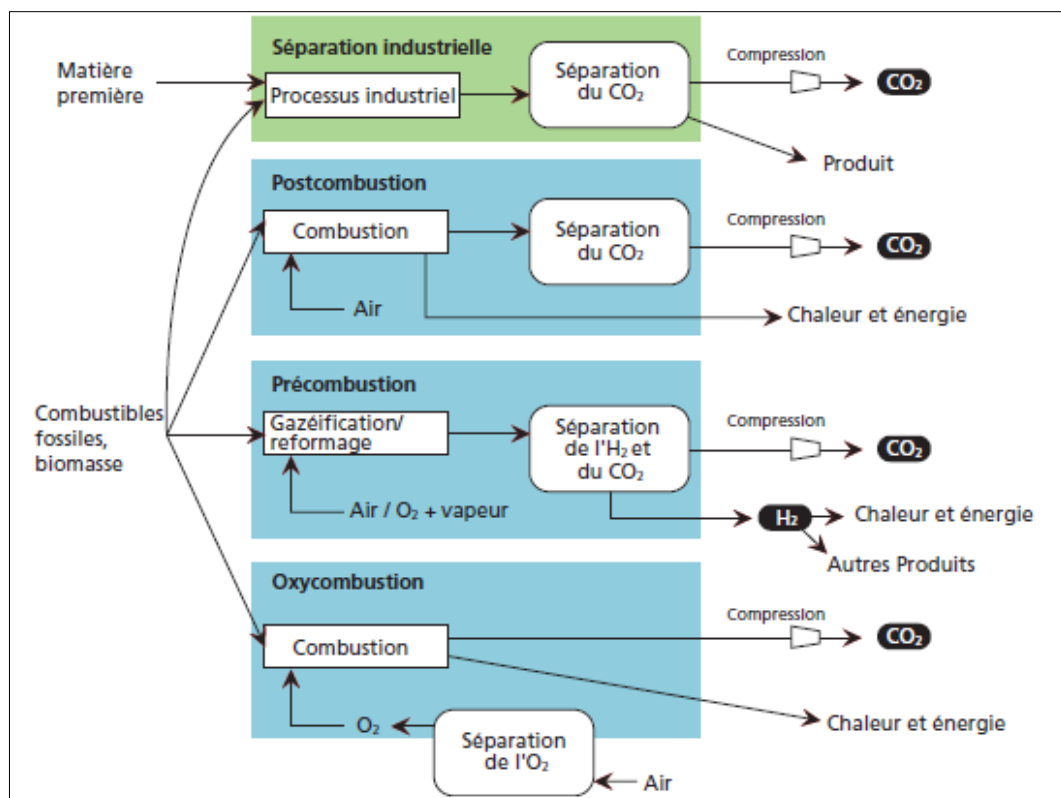 Séparation industrielle
Matière
première
Processus industriel
Séparation
du CO₂
Compression
CO₂
Produit
Postcombustion
Combustion
Air
Séparation
du CO₂
Compression
CO₂
Chaleur et énergie
Combustibles
fossiles,
biomasse
Précombustion
Gazéification/
reformage
Air / O₂ + vapeur
Séparation
de l'H₂ et
du CO₂
Compression
CO₂
H₂
Chaleur et énergie
Autres Produits
Oxycombustion
Combustion
O₂
Séparation
de l'O₂
Air
Compression
CO₂
Chaleur et énergie